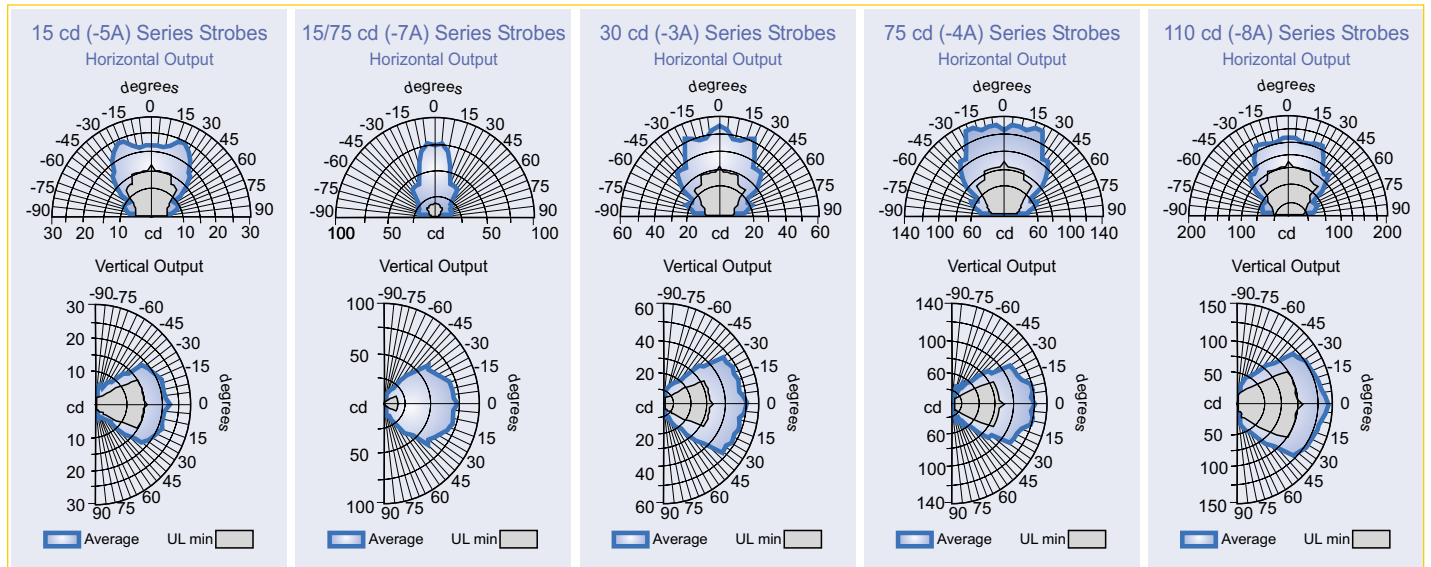 15 cd (-5A) Series Strobes
Horizontal Output
degrees
-45 -30 -15 0 15 30 45
-60 60
-75 75
-90 90
30 20 10 cd 10 20 30
Vertical Output
30 -90 -75 -60
-45
20 -30
10 -15
cd 0 degrees
10 15
20 30
45
30 90 75 60
Average UL min
15/75 cd (-7A) Series Strobes
Horizontal Output
degrees
-45 -30 -15 0 15 30 45
-60 60
-75 75
-90 90
100 50 cd 50 100
Vertical Output
100 -90 -75 -60
-45
50 -30
-15
cd 0 degrees
15
50 30
45
100 90 75 60
Average UL min
30 cd (-3A) Series Strobes
Horizontal Output
degrees
-45 -30 -15 0 15 30 45
-60 60
-75 75
-90 90
60 40 20 cd 20 40 60
Vertical Output
60 -90 -75 -60
-45
40 -30
20 -15
cd 0 degrees
20 15
40 30
45
60 90 75 60
Average UL min
75 cd (-4A) Series Strobes
Horizontal Output
degrees
-45 -30 -15 0 15 30 45
-60 60
-75 75
-90 90
140 100 60 cd 60 100 140
Vertical Output
140 -90 -75 -60
-45
100 -30
60 -15
cd 0 degrees
60 15
100 30
45
140 90 75 60
Average UL min
110 cd (-8A) Series Strobes
Horizontal Output
degrees
-45 -30 -15 0 15 30 45
-60 60
-75 75
-90 90
200 100 cd 100 200
Vertical Output
150 -90 -75 -60
-45
100 -30
50 -15
cd 0 degrees
50 15
100 30
45
150 90 75 60
Average UL min